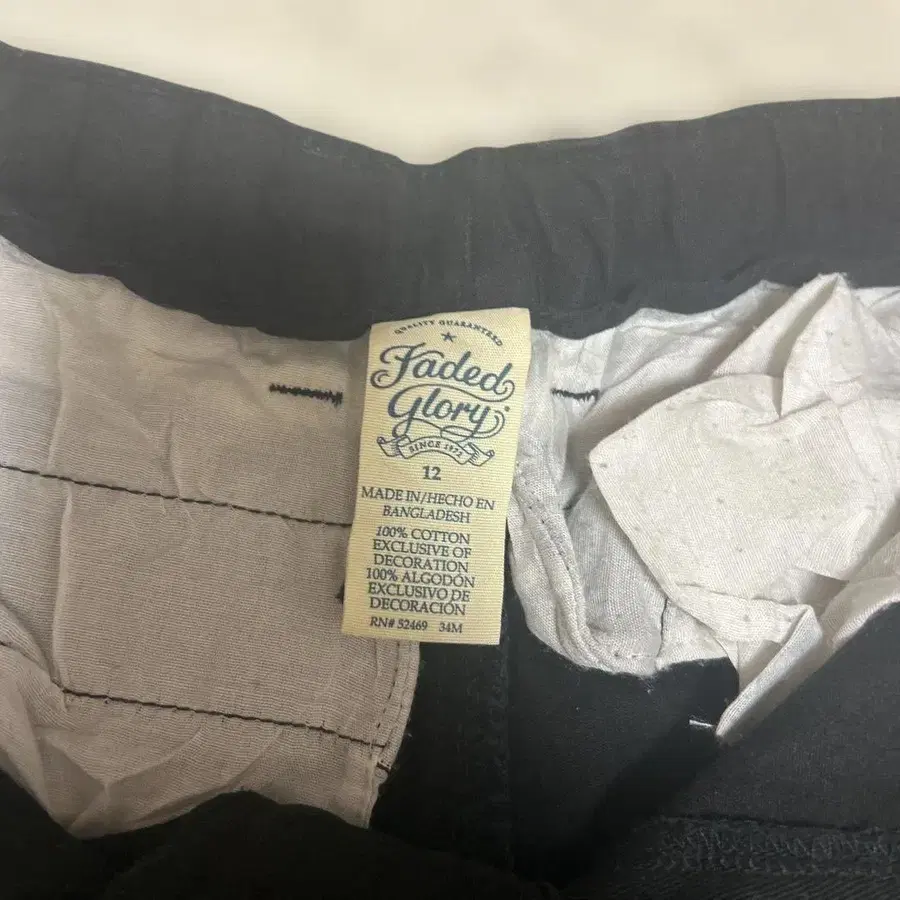 QUALITY GUARANTEED
Faded
Glory
SINCE 1972
12
MADE IN/HECHO EN
BANGLADESH
100% COTTON
EXCLUSIVE OF
DECORATION
100% ALGODÓN
EXCLUSIVO DE
DECORACIÓN
RN# 52469 34M